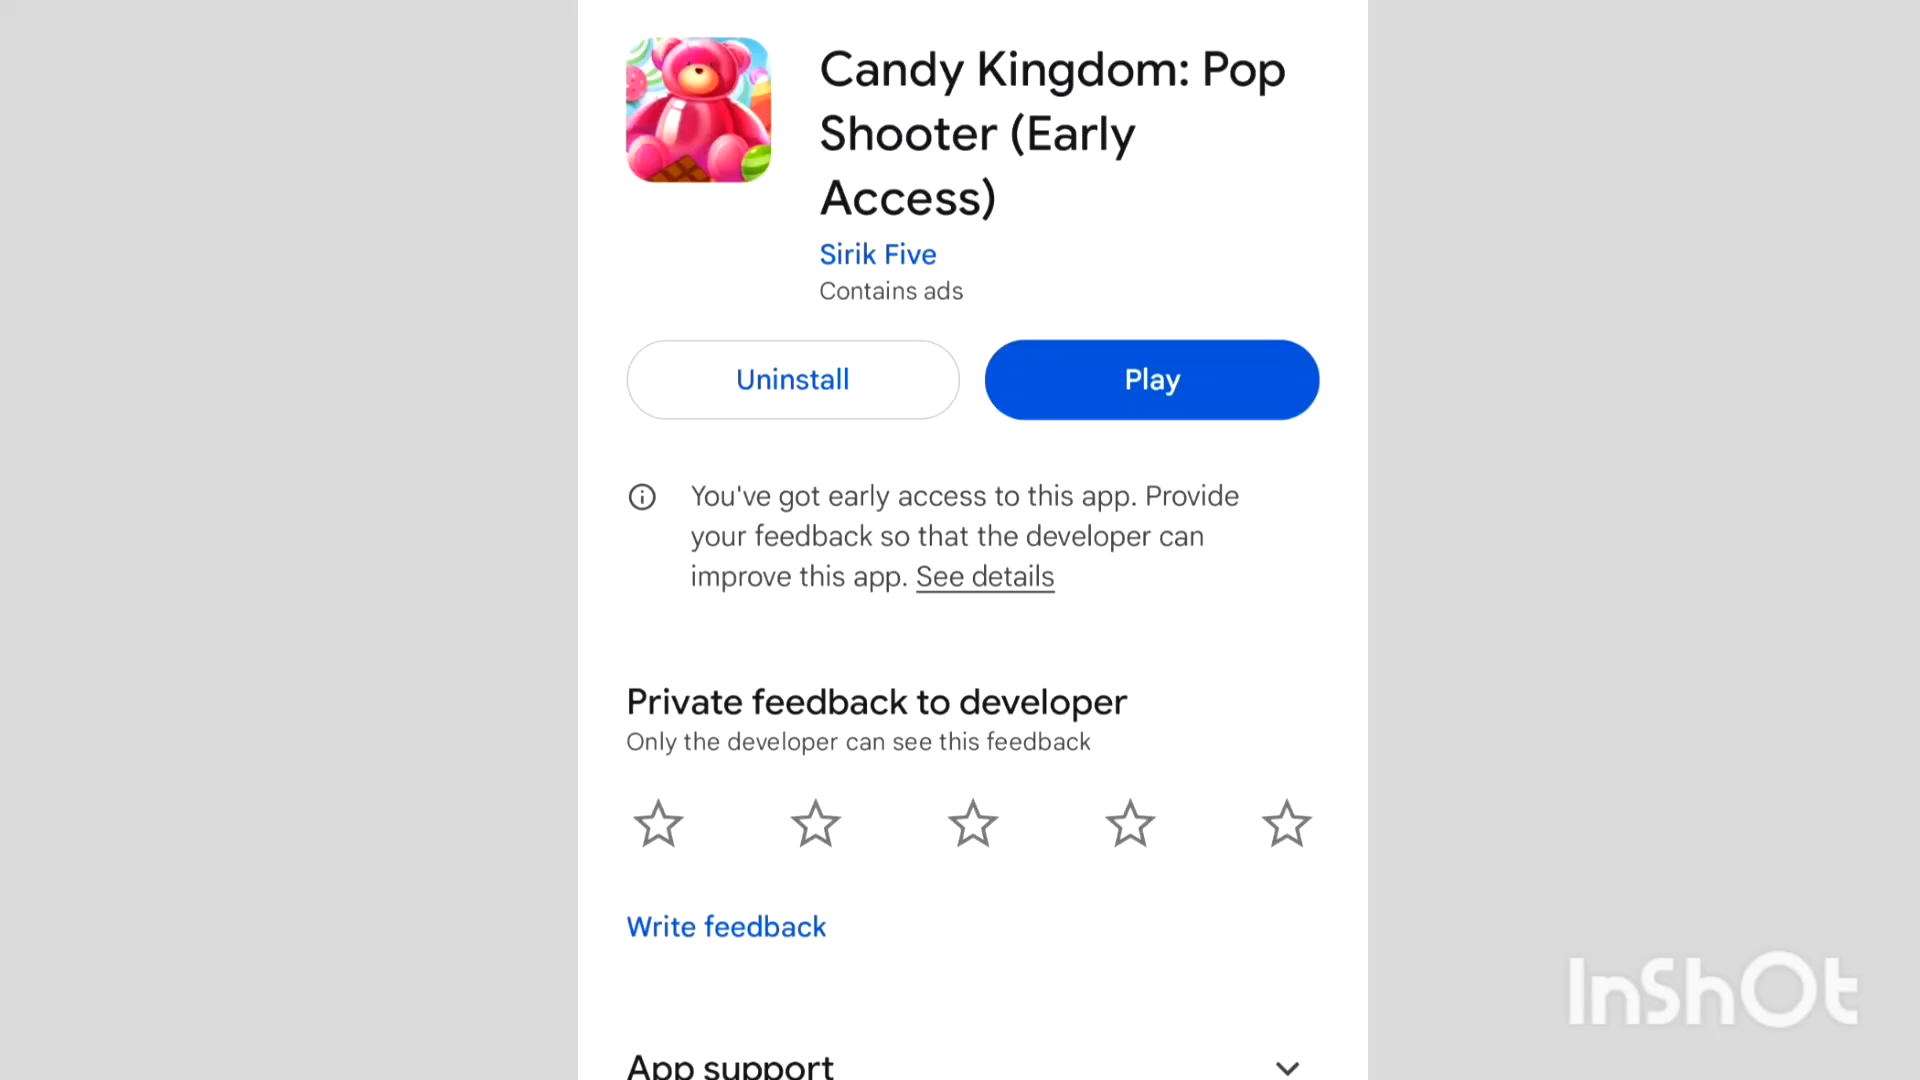 Candy Kingdom: Pop
Shooter (Early
Access)
Sirik Five
Contains ads
Uninstall
Play
You've got early access to this app. Provide
your feedback so that the developer can
improve this app. See details
Private feedback to developer
Only the developer can see this feedback
Write feedback
App support
InShOt